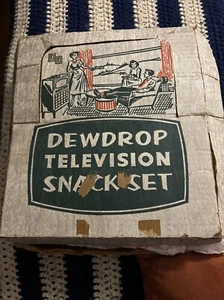 DEWDROP
TELEVISION
SNACK SET